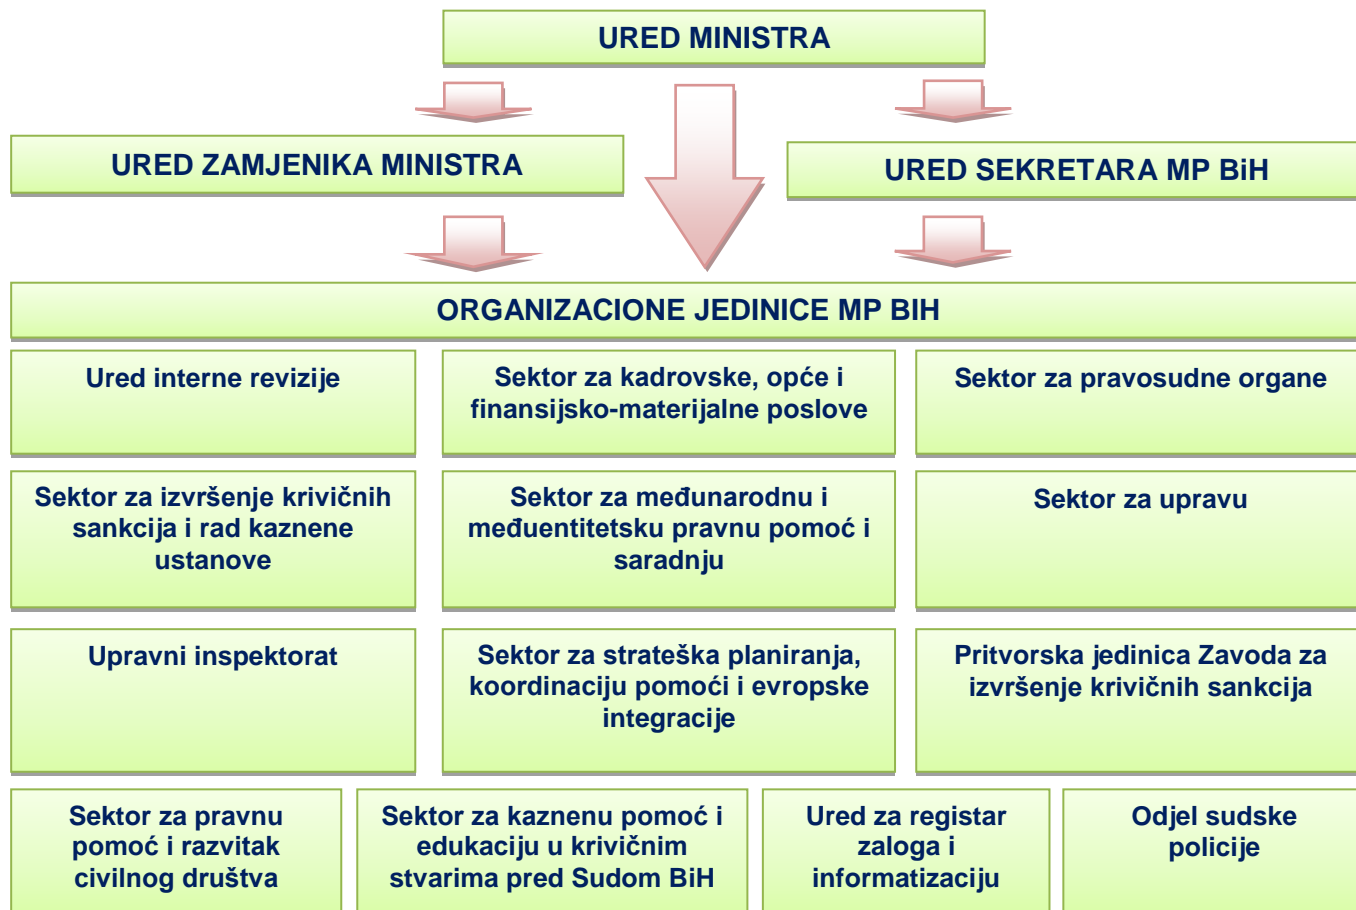 URED MINISTRA
URED ZAMJENIKA MINISTRA
URED SEKRETARA MP BiH
ORGANIZACIONE JEDINICE MP BIH
Ured interne revizije
Sektor za kadrovske, opće i
finansijsko-materijalne poslove
Sektor za pravosudne organe
Sektor za izvršenje krivičnih
sankcija i rad kaznene
ustanove
Sektor za međunarodnu i
međuentitetsku pravnu pomoć i
saradnju
Sektor za upravu
Upravni inspektorat
Sektor za strateška planiranja,
koordinaciju pomoći i evropske
integracije
Pritvorska jedinica Zavoda za
izvršenje krivičnih sankcija
Sektor za pravnu
pomoć i razvitak
civilnog društva
Sektor za kaznenu pomoć i
edukaciju u krivičnim
stvarima pred Sudom BiH
Ured za registar
zaloga i
informatizaciju
Odjel sudske
policije